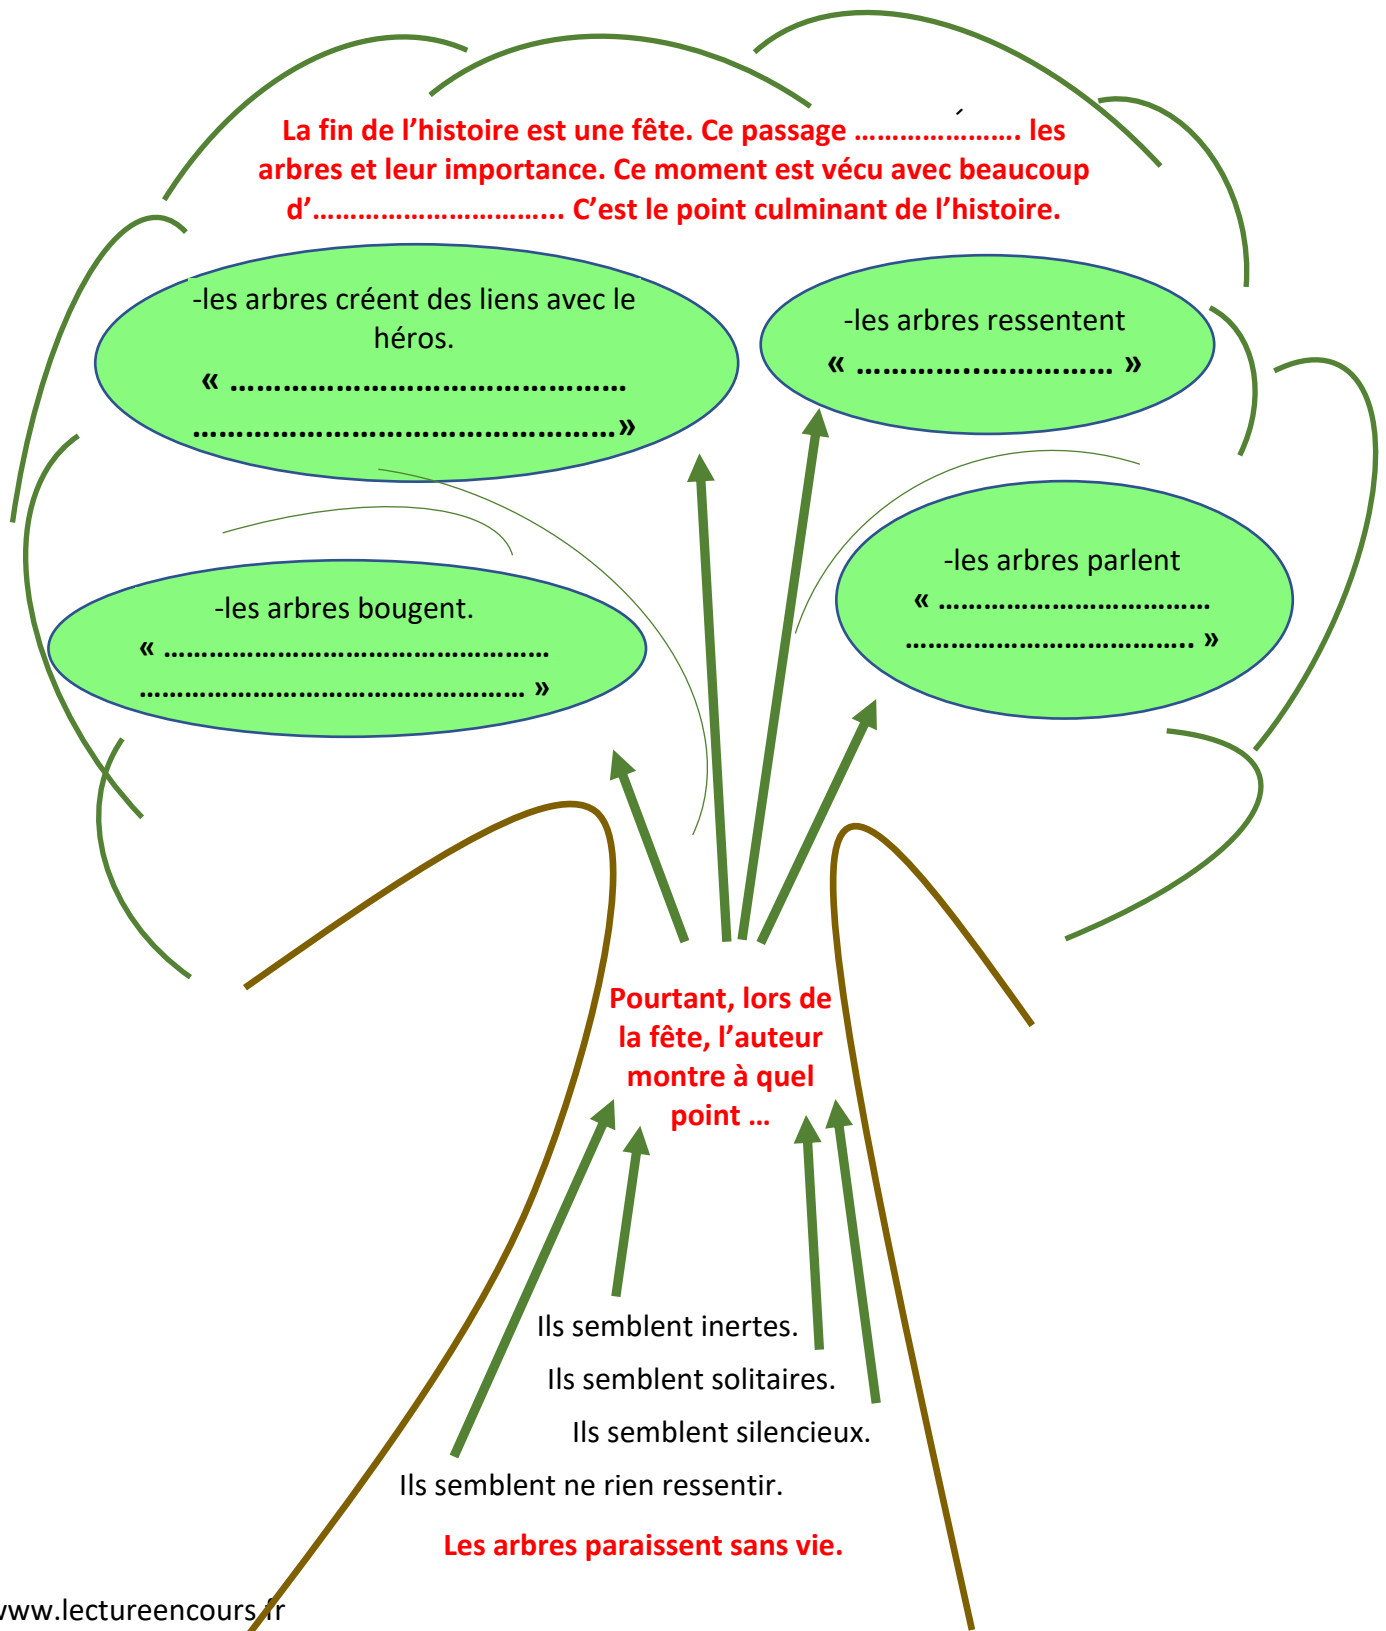 La fin de l’histoire est une fête. Ce passage …………………. les
arbres et leur importance. Ce moment est vécu avec beaucoup
d’…………………………... C’est le point culminant de l’histoire.
-les arbres créent des liens avec le
héros.
« ………………………………………
…………………………………………»
-les arbres ressentent
« …………..…………… »
-les arbres bougent.
« ……………………………………………
…………………………………………… »
-les arbres parlent
« ………………………………
……………………………….. »
Pourtant, lors de
la fête, l’auteur
montre à quel
point …
Ils semblent inertes.
Ils semblent solitaires.
Ils semblent silencieux.
Ils semblent ne rien ressentir.
Les arbres paraissent sans vie.
www.lectureencours.fr